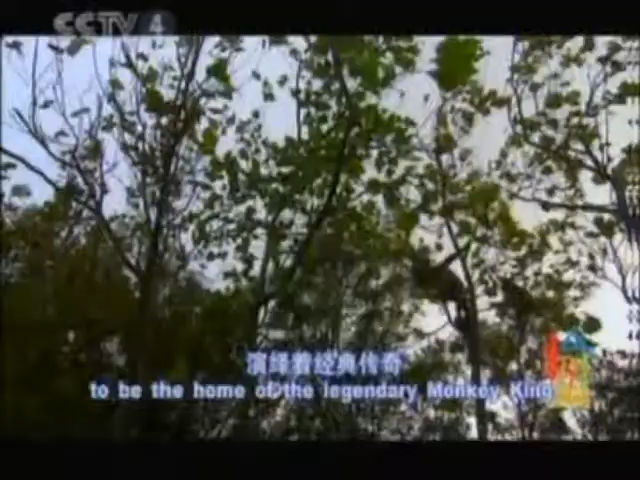 CCTV 4
演绎着经典传奇
to be the home of the legendary Monkey King